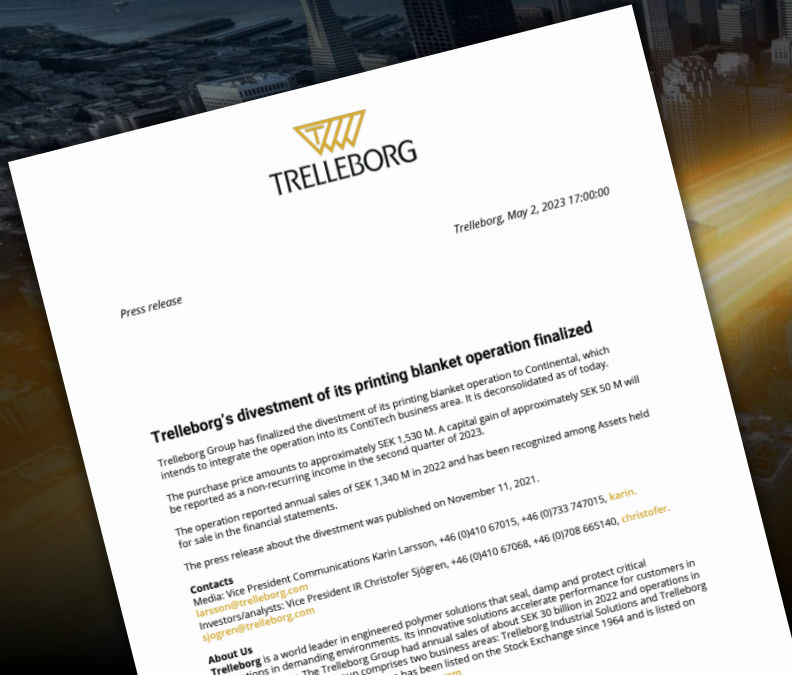 TRELLEBORG
Trelleborg, May 2, 2023 17:00:00
Press release
Trelleborg's divestment of its printing blanket operation finalized
Trelleborg Group has finalized the divestment of its printing blanket operation to Continental, which
intends to integrate the operation into its ContiTech business area. It is deconsolidated as of today.
The purchase price amounts to approximately SEK 1,530 M. A capital gain of approximately SEK 50 M will
be reported as a non-recurring income in the second quarter of 2023.
The operation reported annual sales of SEK 1,340 M in 2022 and has been recognized among Assets held
for sale in the financial statements.
The press release about the divestment was published on November 11, 2021.
Contacts
Media: Vice President Communications Karin Larsson, +46 (0)410 67015, +46 (0)733 747015, karin.
larsson@trelleborg.com
Investors/analysts: Vice President IR Christofer Sjögren, +46 (0)410 67068, +46 (0)708 665140, christofer.
sjogren@trelleborg.com
About Us
Trelleborg is a world leader in engineered polymer solutions that seal, damp and protect critical
in demanding environments. Its innovative solutions accelerate performance for customers in
The Trelleborg Group had annual sales of about SEK 30 billion in 2022 and operations in
comprises two business areas: Trelleborg Industrial Solutions and Trelleborg
has been listed on the Stock Exchange since 1964 and is listed on